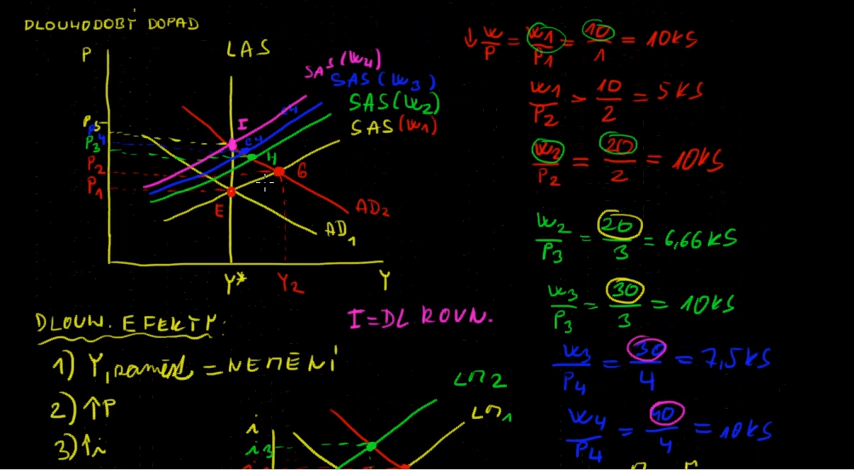 DLOUHODOBÝ DOPAD
P
LAS
SAS(W4)
SAS(W3)
SAS(W2)
SAS(W1)
P5
P4
P3
P2
P1
I
H
G
E
AD2
AD1
Y*
Y2
Y
I = DL ROVN.
DLOUH. EFEKTY:
1) Y, = NEMĚNÍ
2) ↑P
3) ↑i
LM2
LM1
i
i3
↓ W/P = W1/P1 = 10/1 = 10KS
W1/P2 > 10/2 = 5KS
W2/P2 = 20/2 = 10KS
W2/P3 = 20/3 = 6,66KS
W3/P3 = 30/3 = 10KS
W3/P4 = 30/4 = 7,5KS
W4/P4 = 40/4 = 10KS